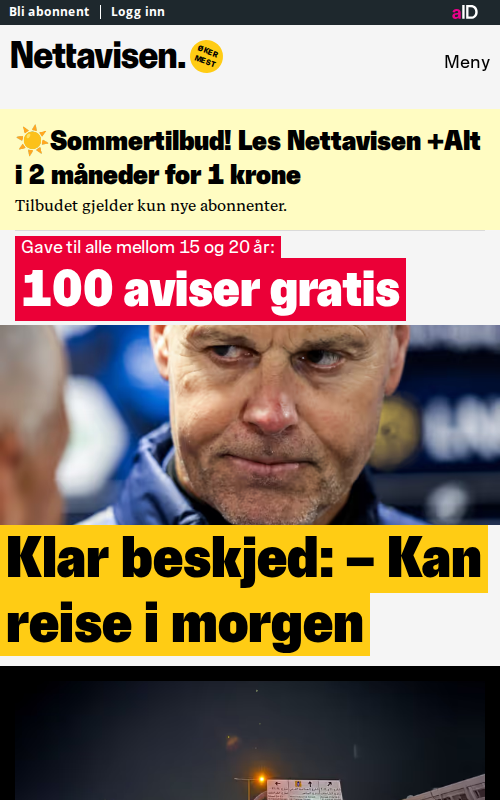 Bli abonnent | Logg inn
aID
Nettavisen.
ØKER
MEST
Meny
☀️Sommertilbud! Les Nettavisen +Alt
i 2 måneder for 1 krone
Tilbudet gjelder kun nye abonnenter.
Gave til alle mellom 15 og 20 år:
100 aviser gratis
Klar beskjed: – Kan
reise i morgen